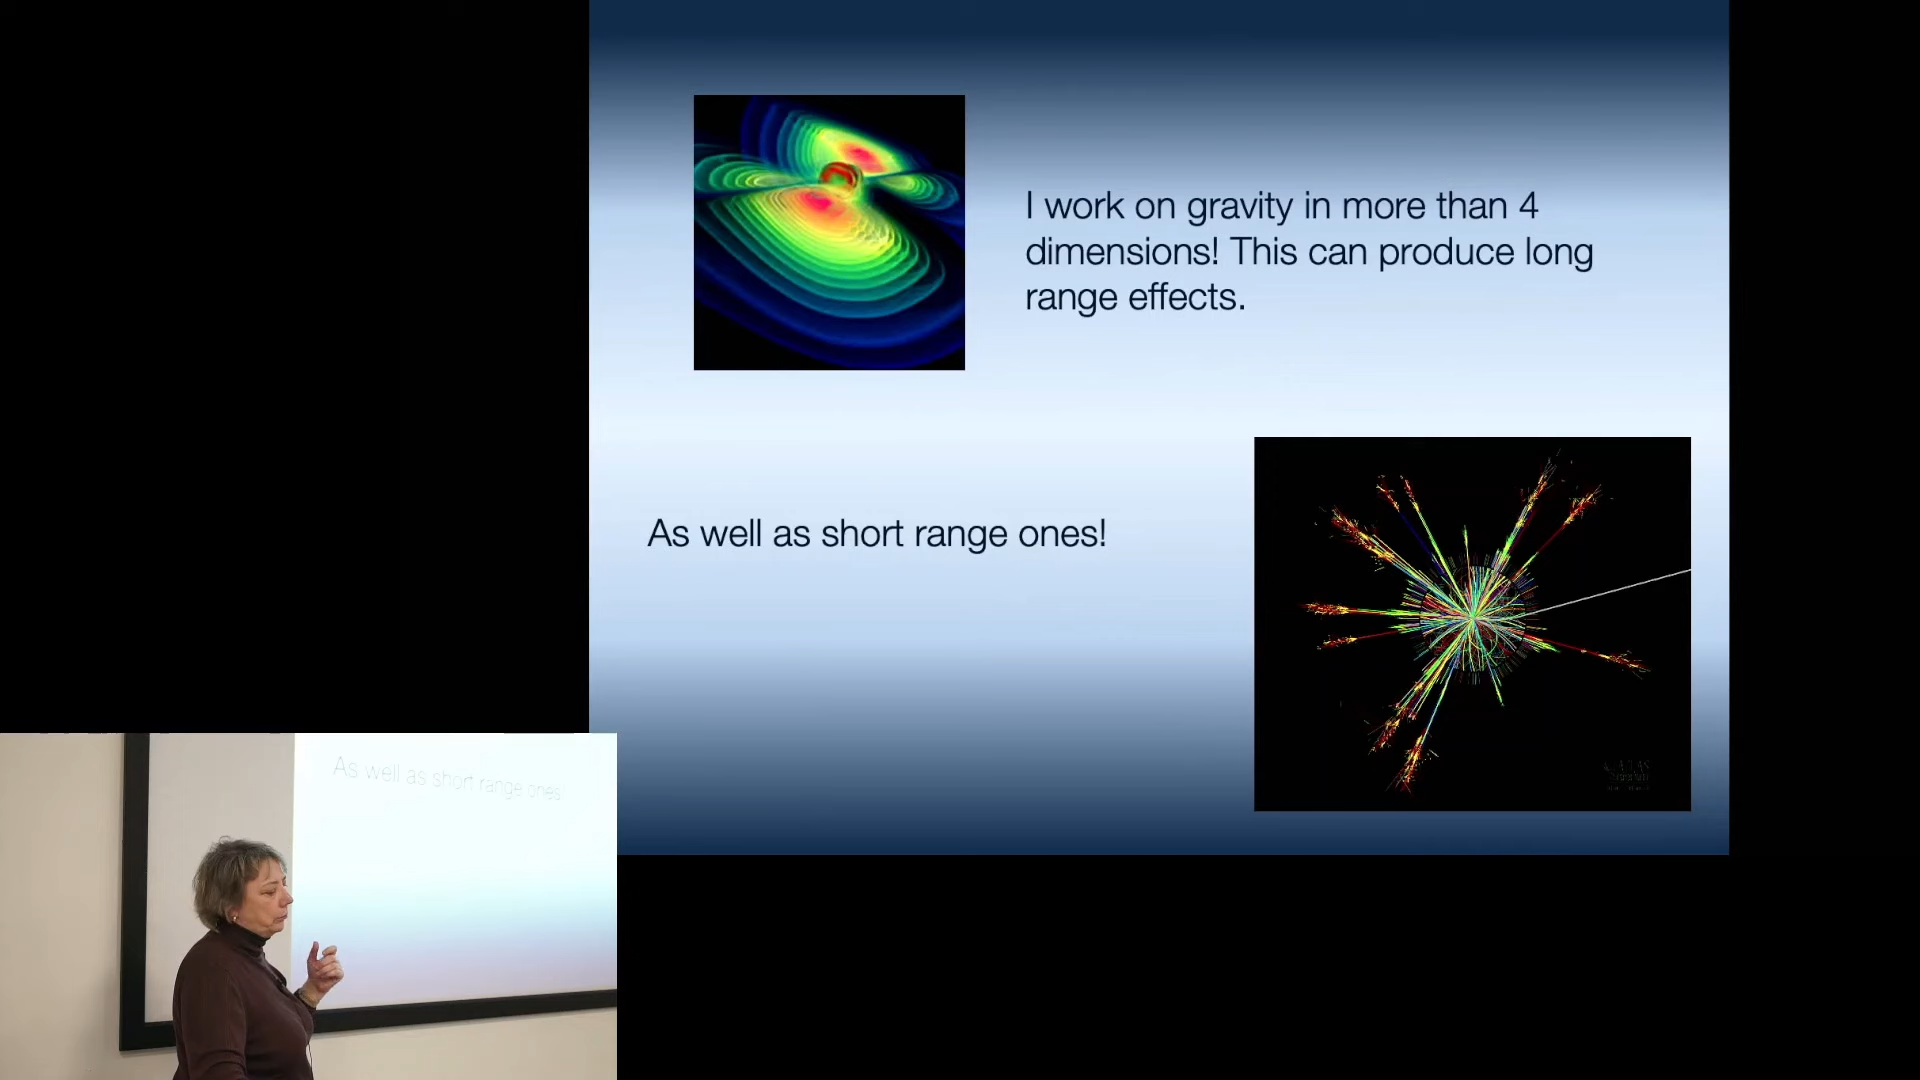 I work on gravity in more than 4
dimensions! This can produce long
range effects.
As well as short range ones!
As well as short range ones!